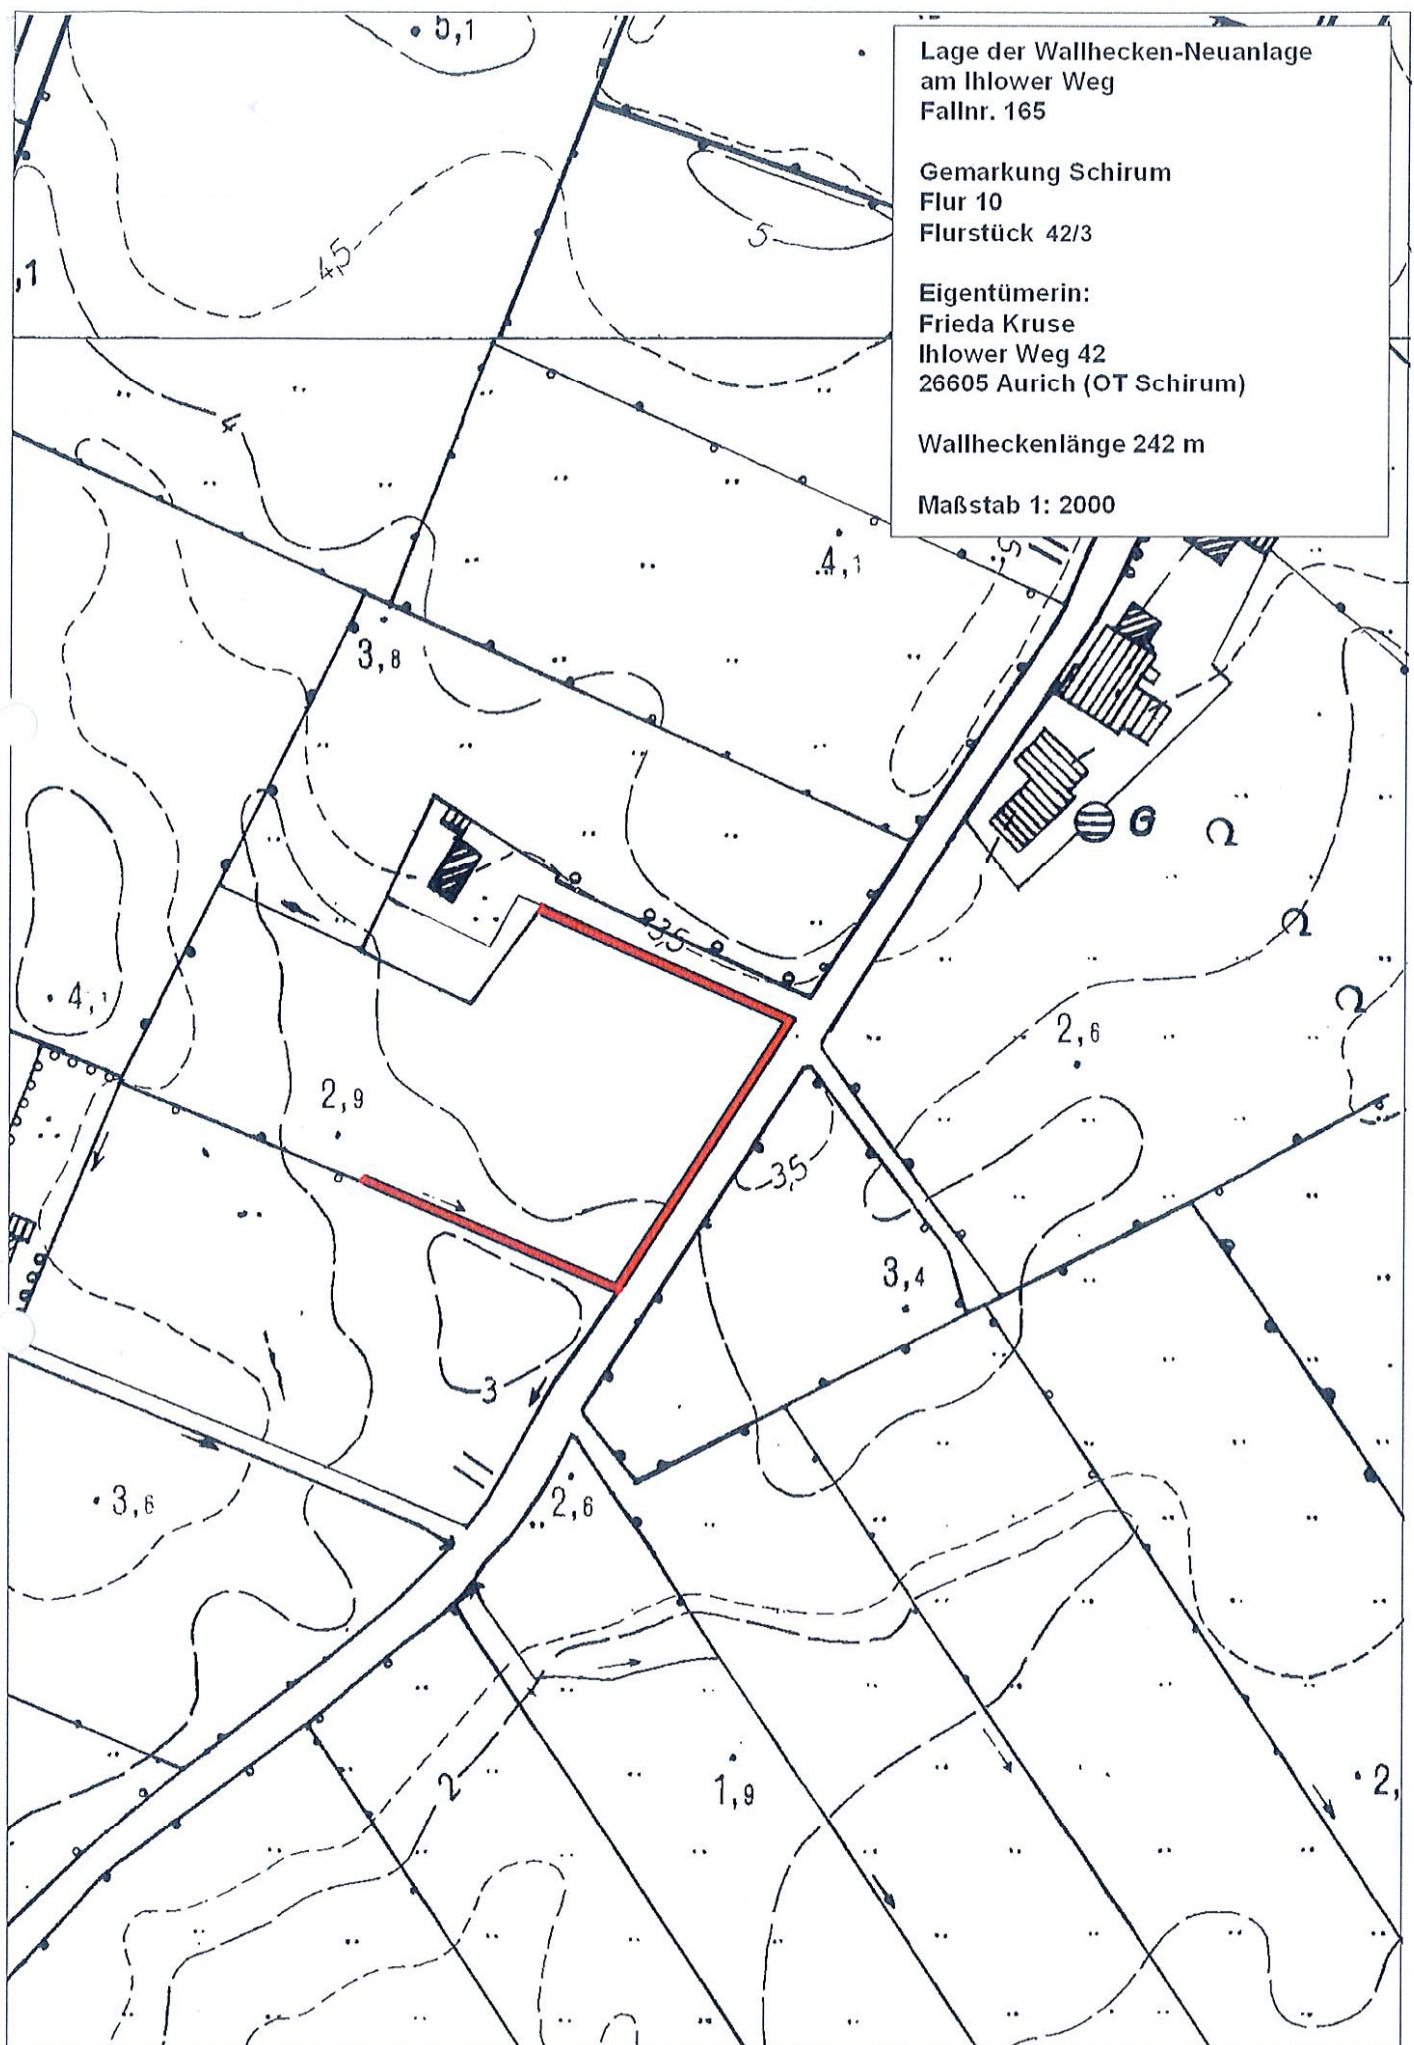 5,1
Lage der Wallhecken-Neuanlage
am Ihlower Weg
Fallnr. 165
Gemarkung Schirum
Flur 10
Flurstück 42/3
Eigentümerin:
Frieda Kruse
Ihlower Weg 42
26605 Aurich (OT Schirum)
Wallheckenlänge 242 m
Maßstab 1: 2000
4,5
5
,1
4
4,1
3,8
G
3,5
4,1
2,6
2,9
3,5
3,4
3
3,6
2,6
2
1,9
2,